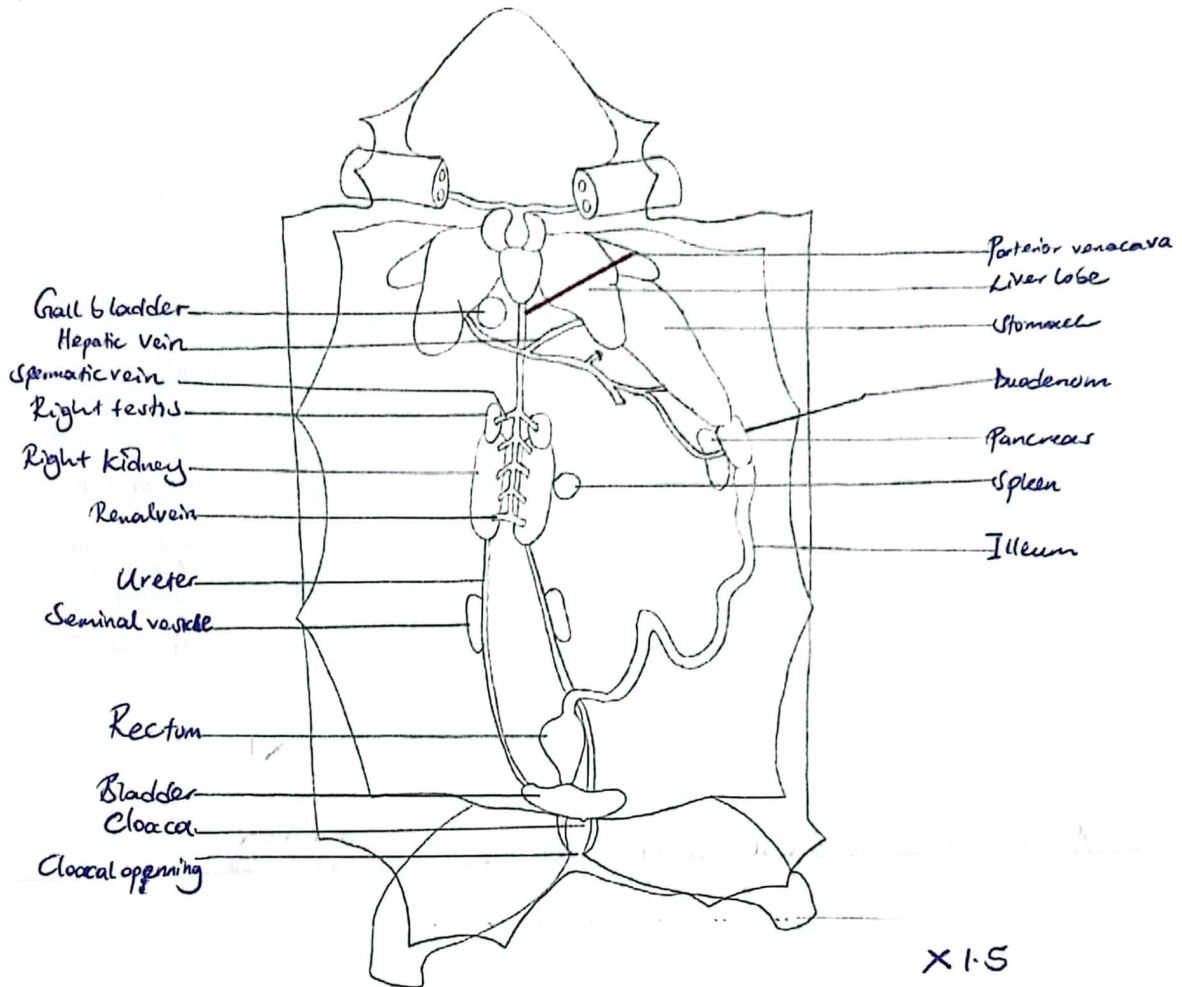 Gall bladder
Hepatic vein
Spermatic vein
Right testis
Right Kidney
Renal vein
Ureter
Seminal vesicle
Rectum
Bladder
Cloaca
Cloacal openning
Posterior venacava
Liver lobe
Stomach
Duodenum
Pancreas
Spleen
Illeum
X1.5